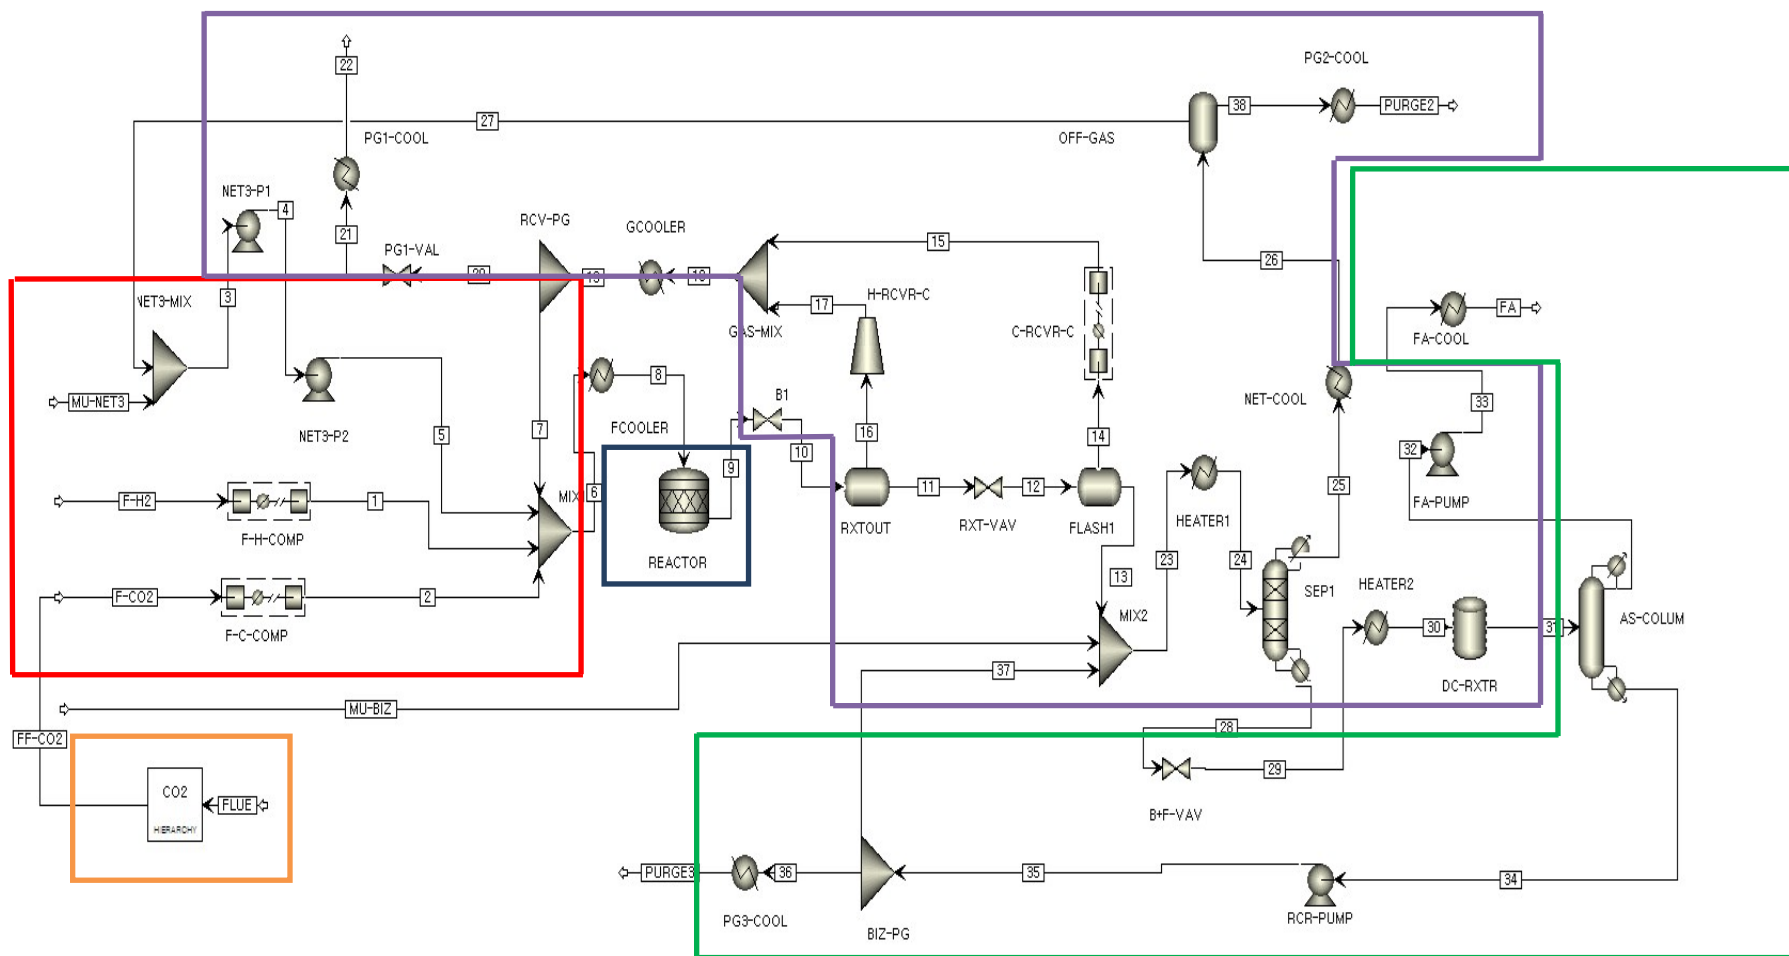 22
PG2-COOL
38
PURGE2
27
PG1-COOL
OFF-GAS
NET3-P1
4
21
RCV-PG
GCOOLER
15
26
PG1-VAL
20
19
18
17
H-RCVR-C
NET3-MIX
3
GAS-MIX
C-RCVR-C
FA
FA-COOL
8
MU-NET3
B1
NET-COOL
33
NET3-P2
5
7
FCOOLER
16
14
32
9
10
6
11
12
25
FA-PUMP
F-H2
1
MIX
RXTOUT
RXT-VAV
FLASH1
HEATER1
F-H-COMP
REACTOR
23
24
13
SEP1
HEATER2
F-CO2
2
MIX2
30
31
AS-COLUM
F-C-COMP
37
DC-RXTR
MU-BIZ
FF-CO2
28
29
CO2
FLUE
HIERARCHY
B+F-VAV
PURGE3
36
35
34
PG3-COOL
BIZ-PG
RCR-PUMP